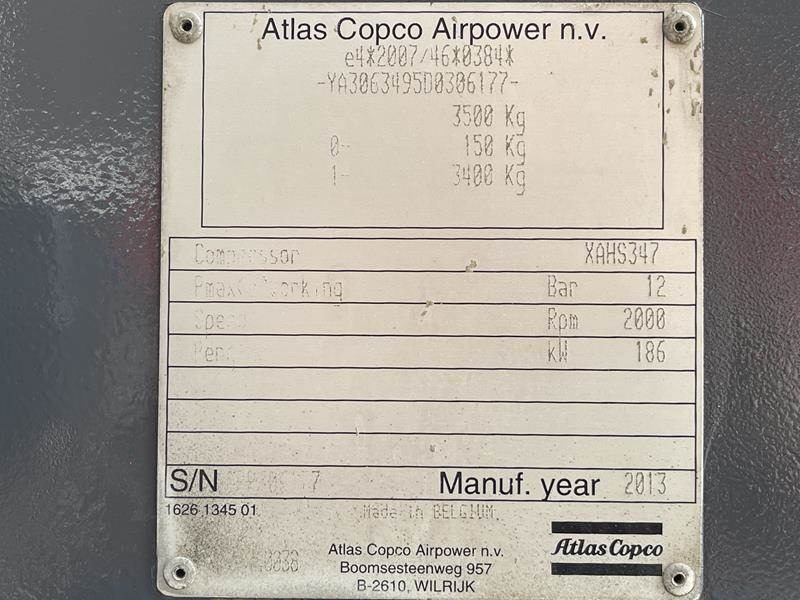 Atlas Copco Airpower n.v.
e4*2007/46*0384*
-YA3063495D0306177-
3500 Kg
0- 150 Kg
1- 3400 Kg
Compressor XAHS347
Bar 12
Speed Rpm 2000
kW 186
S/N Manuf. year 2013
1626 1345 01 Made in BELGIUM
Atlas Copco
Atlas Copco Airpower n.v.
Boomsesteenweg 957
B-2610, WILRIJK